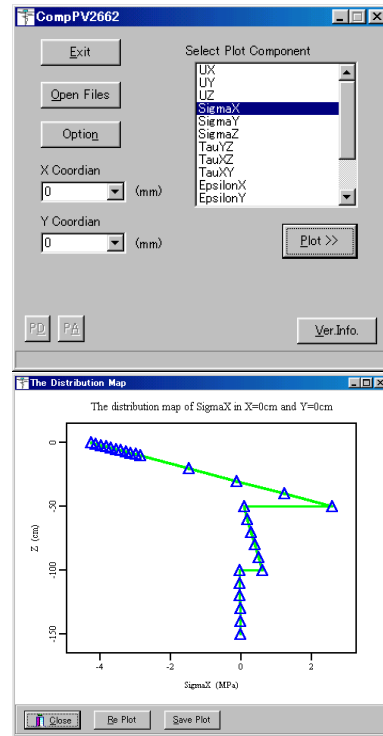 CompPV2662
Exit
Open Files
Option
X Coordian
0 (mm)
Y Coordian
0 (mm)
Select Plot Component
UX
UY
UZ
SigmaX
SigmaY
SigmaZ
TauYZ
TauXZ
TauXY
EpsilonX
EpsilonY
Plot >>
PD PA
Ver.Info.
The Distribution Map
The distribution map of SigmaX in X=0cm and Y=0cm
Z (cm)
0
-50
-100
-150
-4 -2 0 2
SigmaX (MPa)
Close Re Plot Save Plot